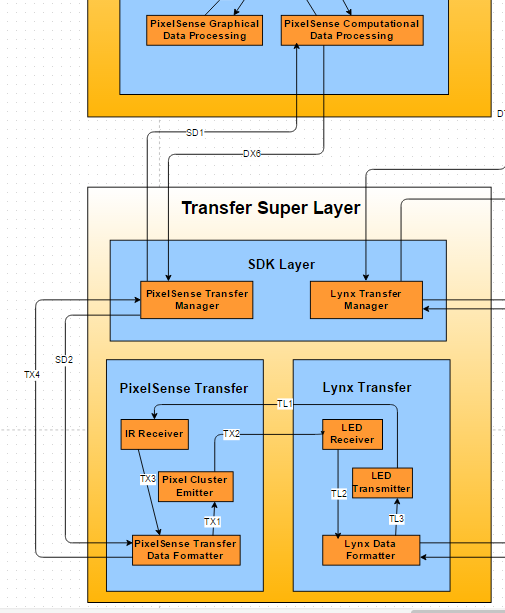 PixelSense Graphical
Data Processing
PixelSense Computational
Data Processing
SD1
DX6
Transfer Super Layer
SDK Layer
PixelSense Transfer
Manager
Lynx Transfer
Manager
SD2
TX4
PixelSense Transfer
Lynx Transfer
TL1
IR Receiver
TX2
LED
Receiver
TX3
Pixel Cluster
Emitter
TL2
LED
Transmitter
TX1
TL3
PixelSense Transfer
Data Formatter
Lynx Data
Formatter